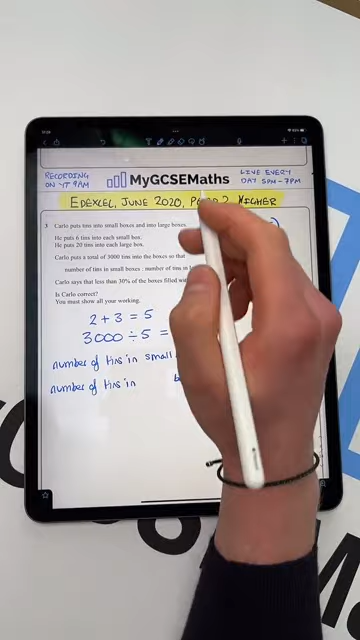 RECORDING
ON YT 9AM
MyGCSEMaths
LIVE EVERY
DAY 5PM-7PM
EDEXCEL, JUNE 2020, 2 HIGHER
3 Carlo puts tins into small boxes and into large boxes.
He puts 6 tins into each small box.
He puts 20 tins into each large box.
Carlo puts a total of 3000 tins into the boxes so that
number of tins in small boxes : number of tins in
Carlo says that less than 30% of the boxes filled
Is Carlo correct?
You must show all your working.
2 + 3 = 5
3000 ÷ 5 =
number of tins in small
number of tins in